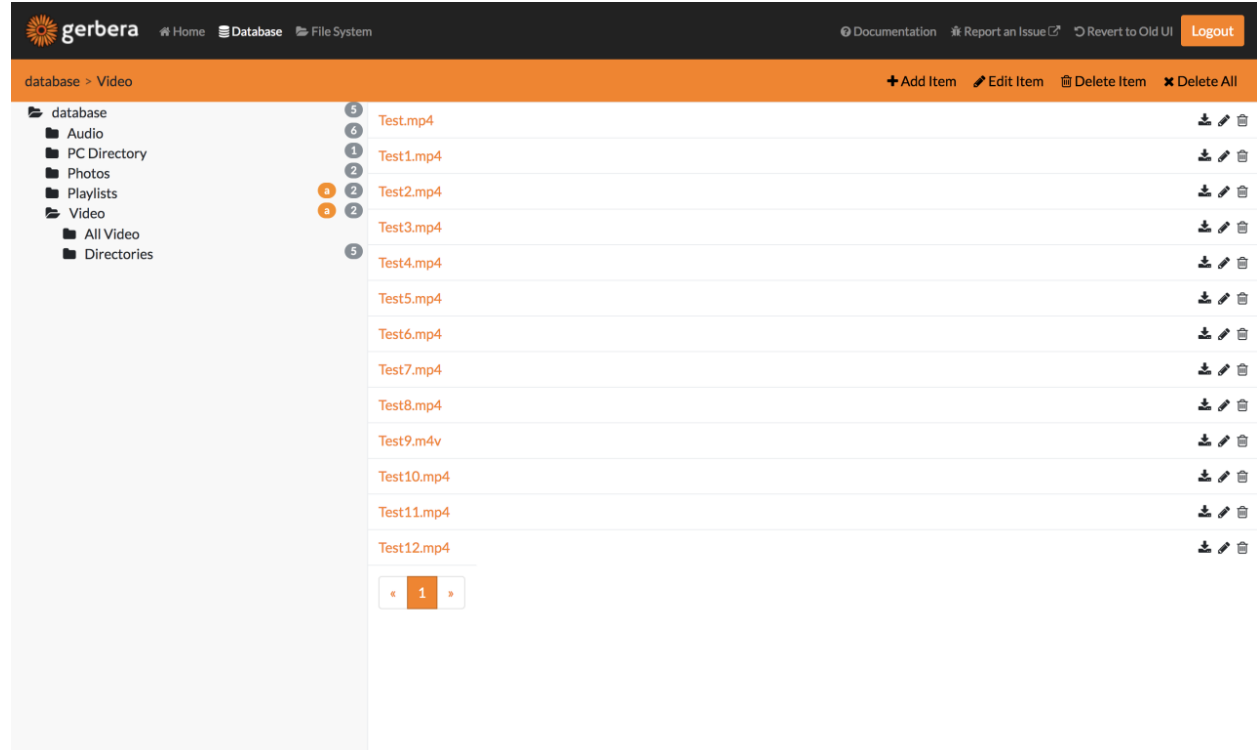 gerbera Home Database File System Documentation Report an Issue Revert to Old UI Logout
database > Video + Add Item Edit Item Delete Item Delete All
database 5
Audio 6
PC Directory 1
Photos 2
Playlists a 2
Video a 2
All Video
Directories 5
Test.mp4
Test1.mp4
Test2.mp4
Test3.mp4
Test4.mp4
Test5.mp4
Test6.mp4
Test7.mp4
Test8.mp4
Test9.m4v
Test10.mp4
Test11.mp4
Test12.mp4
« 1 »